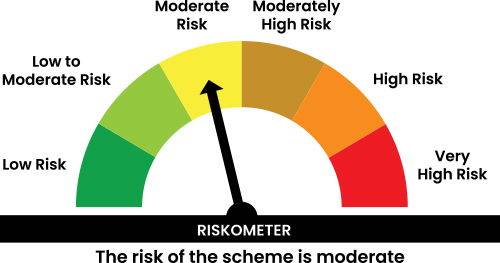 Moderate
Risk
Moderately
High Risk
Low to
Moderate Risk
High Risk
Low Risk
Very
High Risk
RISKOMETER
The risk of the scheme is moderate